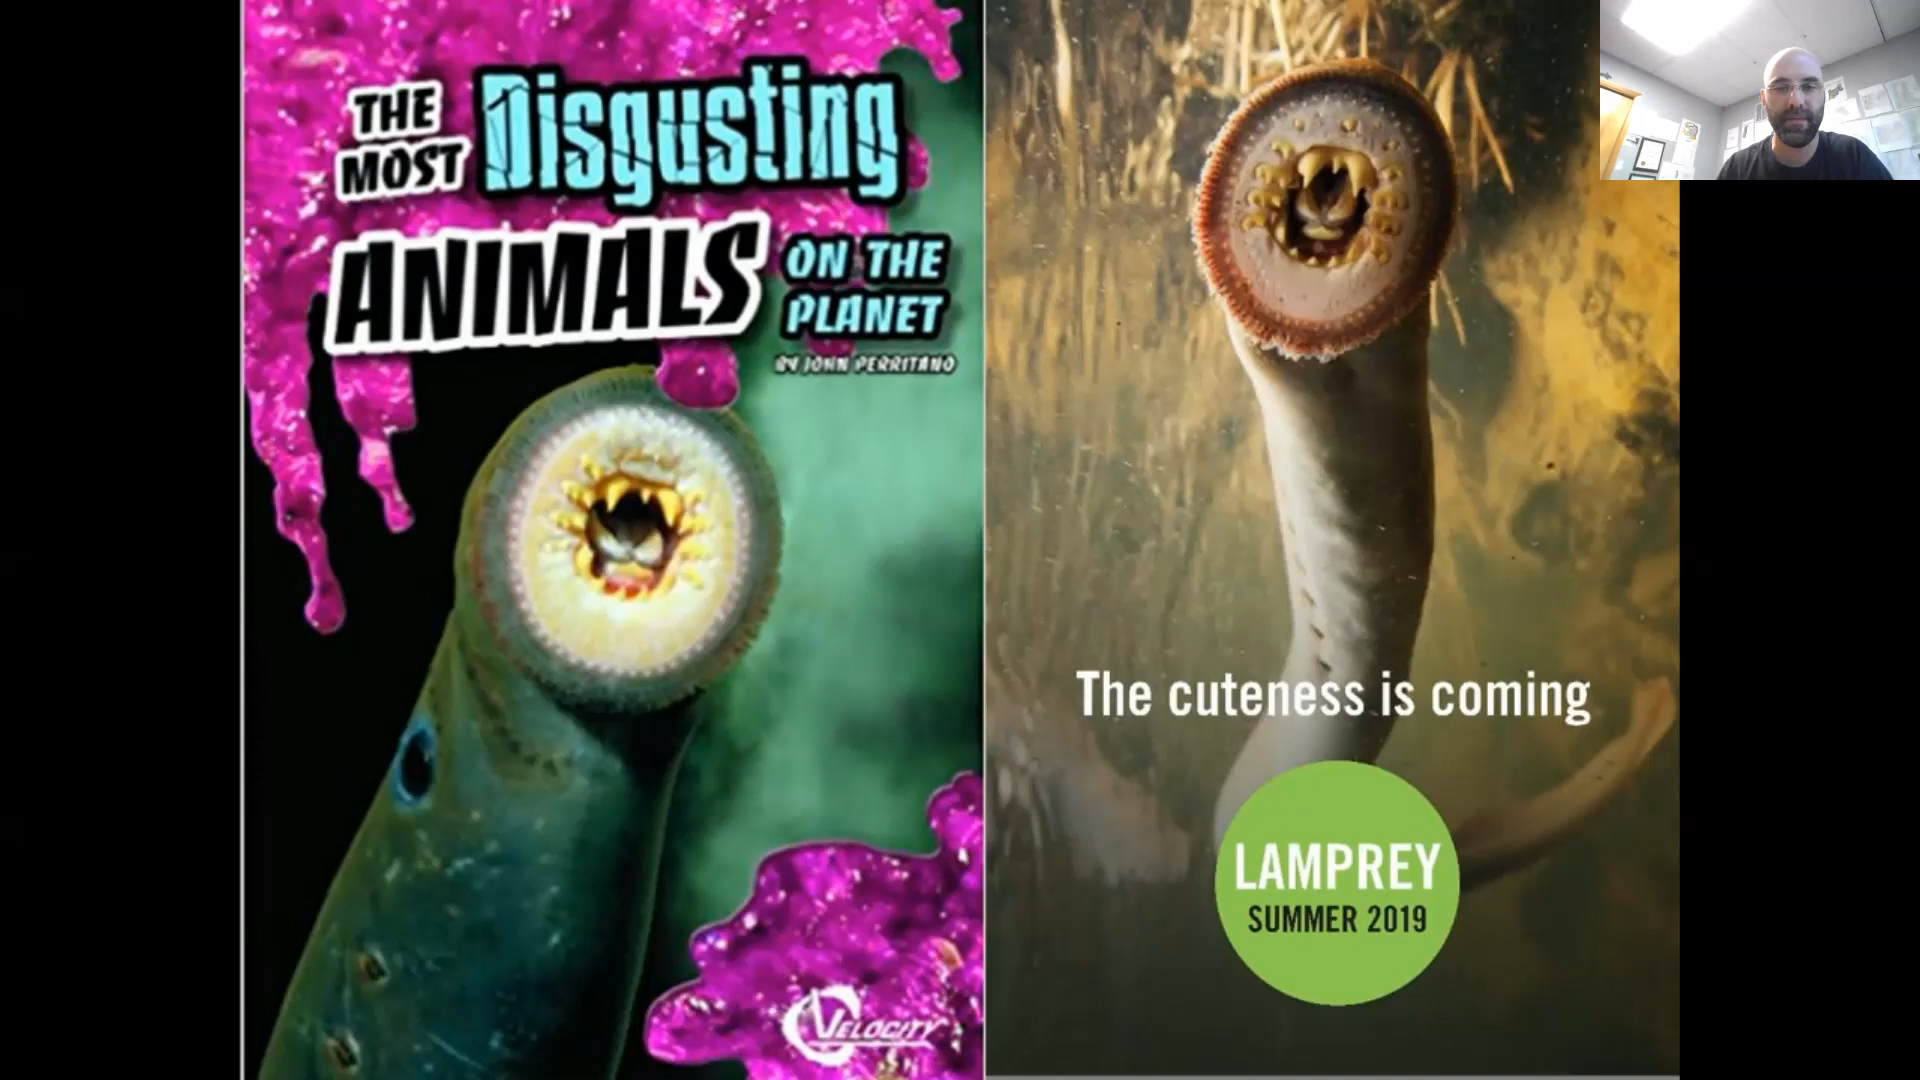 THE
MOST Disgusting
ANIMALS ON THE
PLANET
BY JOHN PERRITANO
VELOCITY
The cuteness is coming
LAMPREY
SUMMER 2019